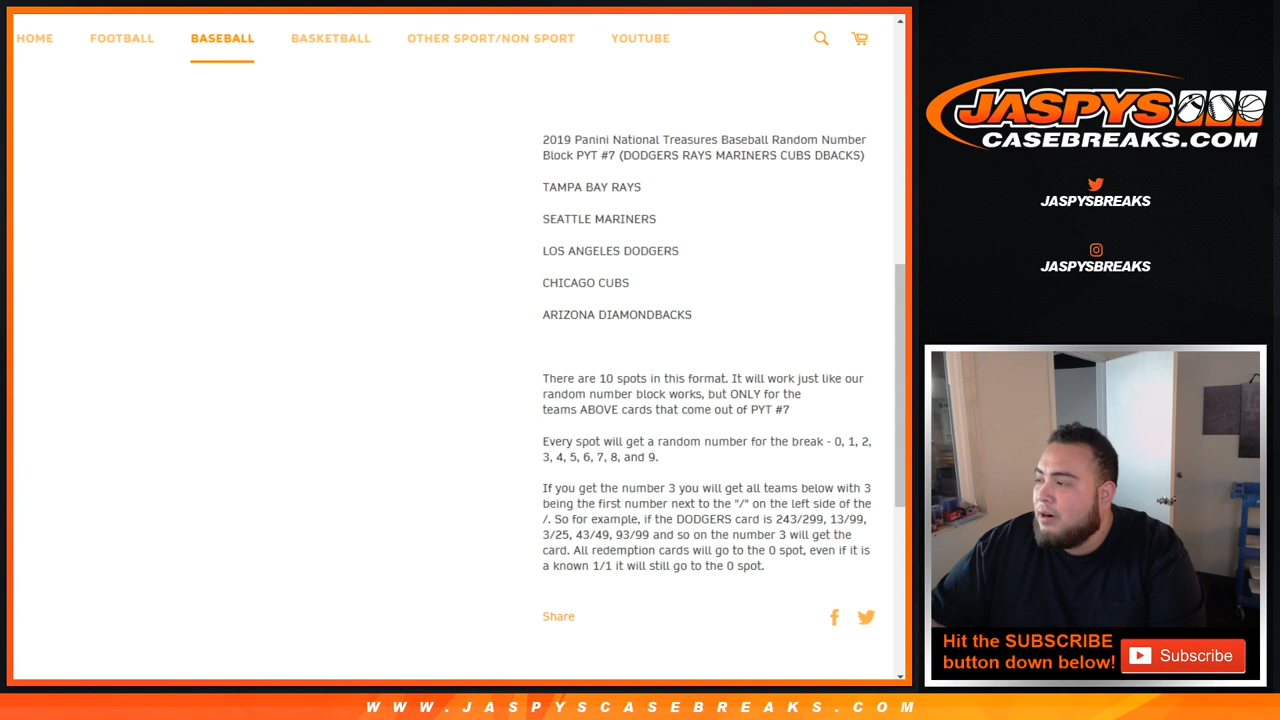 HOME FOOTBALL BASEBALL BASKETBALL OTHER SPORT/NON SPORT YOUTUBE
2019 Panini National Treasures Baseball Random Number
Block PYT #7 (DODGERS RAYS MARINERS CUBS DBACKS)
TAMPA BAY RAYS
SEATTLE MARINERS
LOS ANGELES DODGERS
CHICAGO CUBS
ARIZONA DIAMONDBACKS
There are 10 spots in this format. It will work just like our
random number block works, but ONLY for the
teams ABOVE cards that come out of PYT #7
Every spot will get a random number for the break - 0, 1, 2,
3, 4, 5, 6, 7, 8, and 9.
If you get the number 3 you will get all teams below with 3
being the first number next to the "/" on the left side of the
/. So for example, if the DODGERS card is 243/299, 13/99,
3/25, 43/49, 93/99 and so on the number 3 will get the
card. All redemption cards will go to the 0 spot, even if it is
a known 1/1 it will still go to the 0 spot.
Share
JASPYS
CASEBREAKS.COM
JASPYSBREAKS
JASPYSBREAKS
Hit the SUBSCRIBE
button down below!
Subscribe
WWW.JASPYSCASEBREAKS.COM